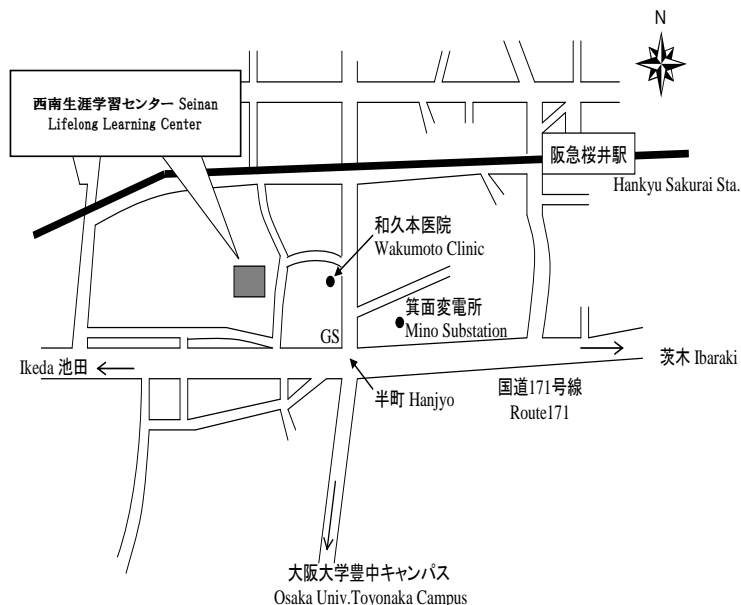 N
西南生涯学習センター Seinan
Lifelong Learning Center
阪急桜井駅
Hankyu Sakurai Sta.
和久本医院
Wakumoto Clinic
箕面変電所
Mino Substation
GS
Ikeda 池田
茨木 Ibaraki
半町 Hanjyo
国道171号線
Route171
大阪大学豊中キャンパス
Osaka Univ.Toyonaka Campus